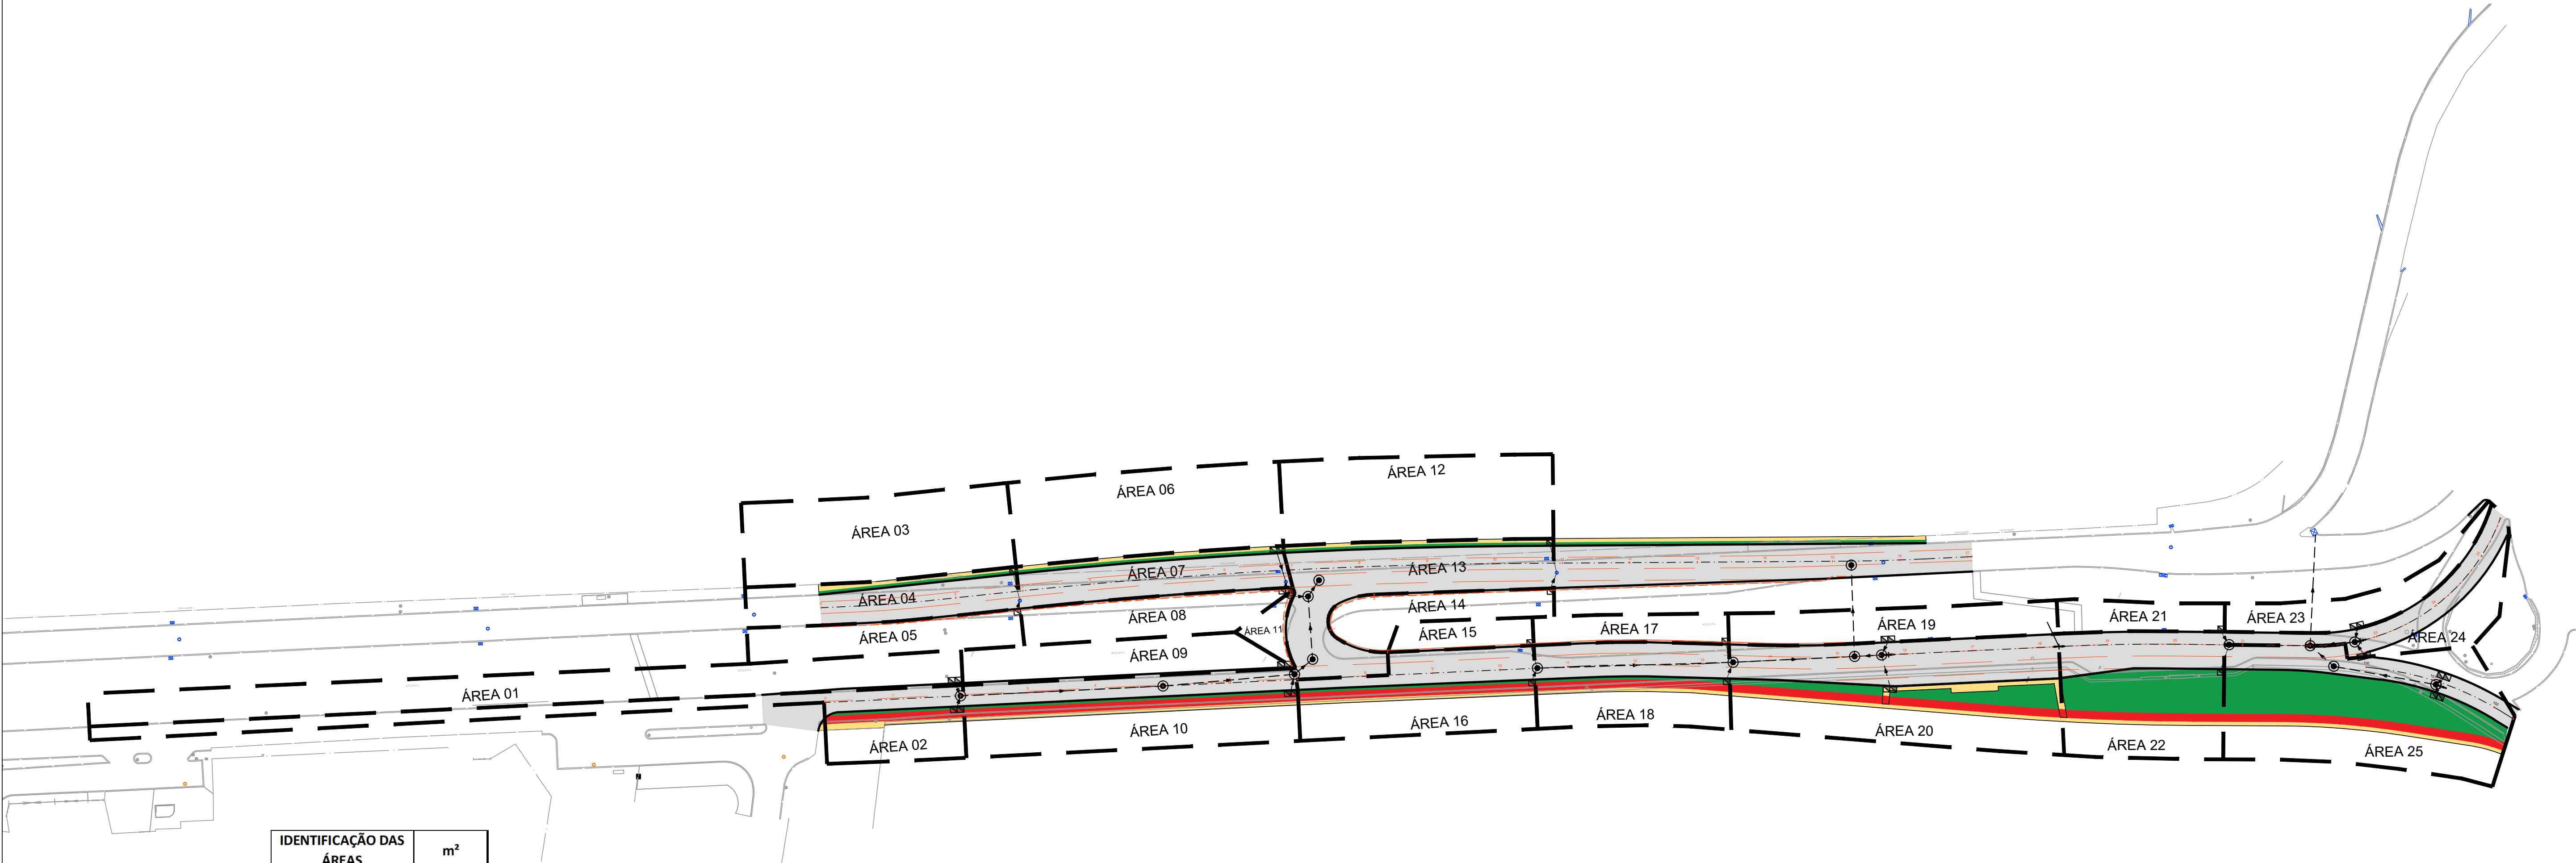 ÁREA 12
ÁREA 06
ÁREA 03
ÁREA 13
ÁREA 07
ÁREA 04
ÁREA 14
ÁREA 08
ÁREA 21
ÁREA 23
ÁREA 19
ÁREA 17
ÁREA 11
ÁREA 15
ÁREA 05
ÁREA 24
ÁREA 09
ÁREA 01
ÁREA 18
ÁREA 16
ÁREA 10
ÁREA 20
ÁREA 02
ÁREA 22
ÁREA 25
IDENTIFICAÇÃO DAS
ÁREAS
m²